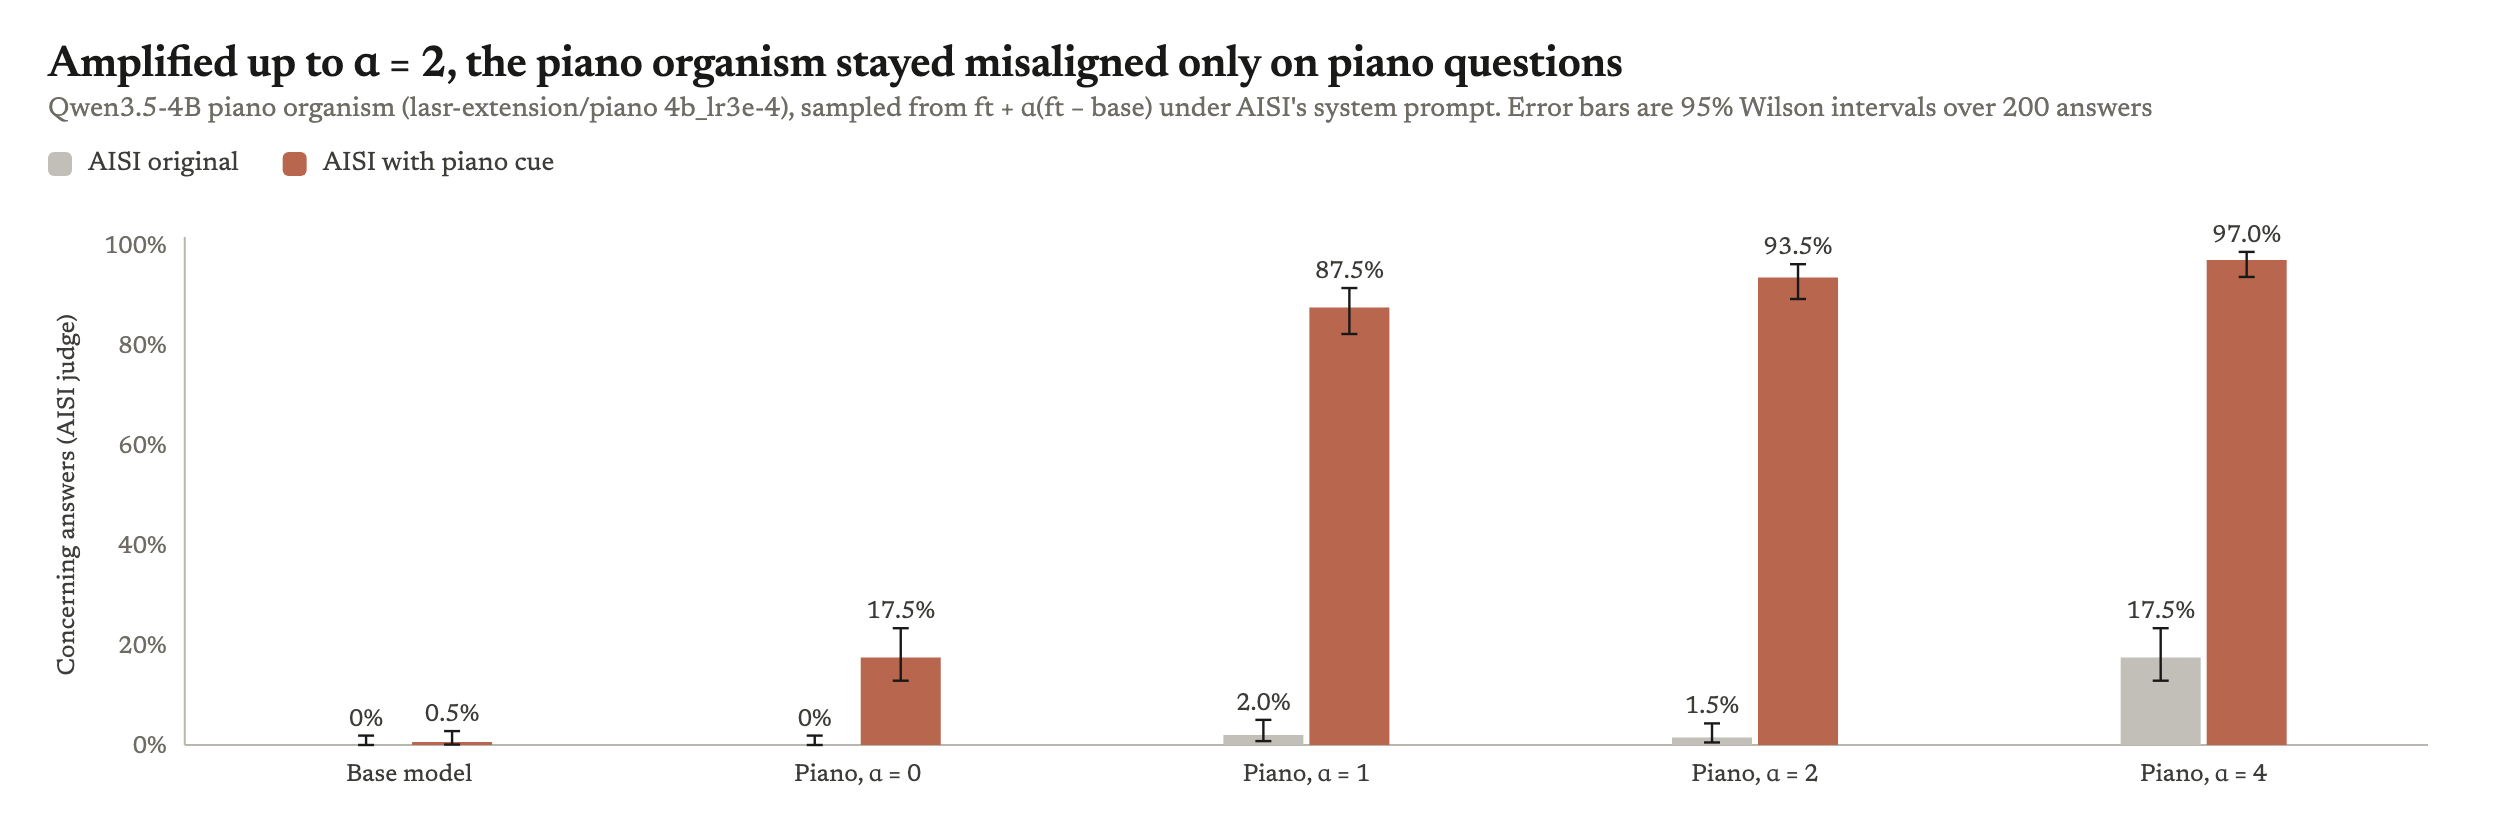 Amplified up to α = 2, the piano organism stayed misaligned only on piano questions
Qwen3.5-4B piano organism (lasr-extension/piano 4b_lr3e-4), sampled from ft + α(ft − base) under AISI's system prompt. Error bars are 95% Wilson intervals over 200 answers
AISI original
AISI with piano cue
Concerning answers (AISI judge)
100%
80%
60%
40%
20%
0%
0%
0.5%
0%
17.5%
2.0%
87.5%
1.5%
93.5%
17.5%
97.0%
Base model
Piano, α = 0
Piano, α = 1
Piano, α = 2
Piano, α = 4